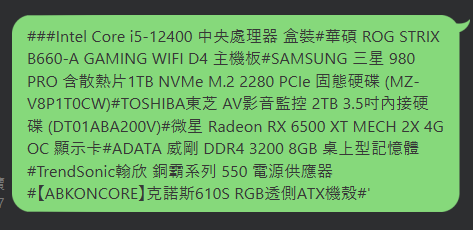 ###Intel Core i5-12400 中央處理器 盒裝#華碩 ROG STRIX
B660-A GAMING WIFI D4 主機板#SAMSUNG 三星 980
PRO 含散熱片1TB NVMe M.2 2280 PCIe 固態硬碟 (MZ-
V8P1T0CW)#TOSHIBA東芝 AV影音監控 2TB 3.5吋內接硬
碟 (DT01ABA200V)#微星 Radeon RX 6500 XT MECH 2X 4G
OC 顯示卡#ADATA 威剛 DDR4 3200 8GB 桌上型記憶體
#TrendSonic翰欣 銅霸系列 550 電源供應器
#【ABKONCORE】克諾斯610S RGB透側ATX機殼#'